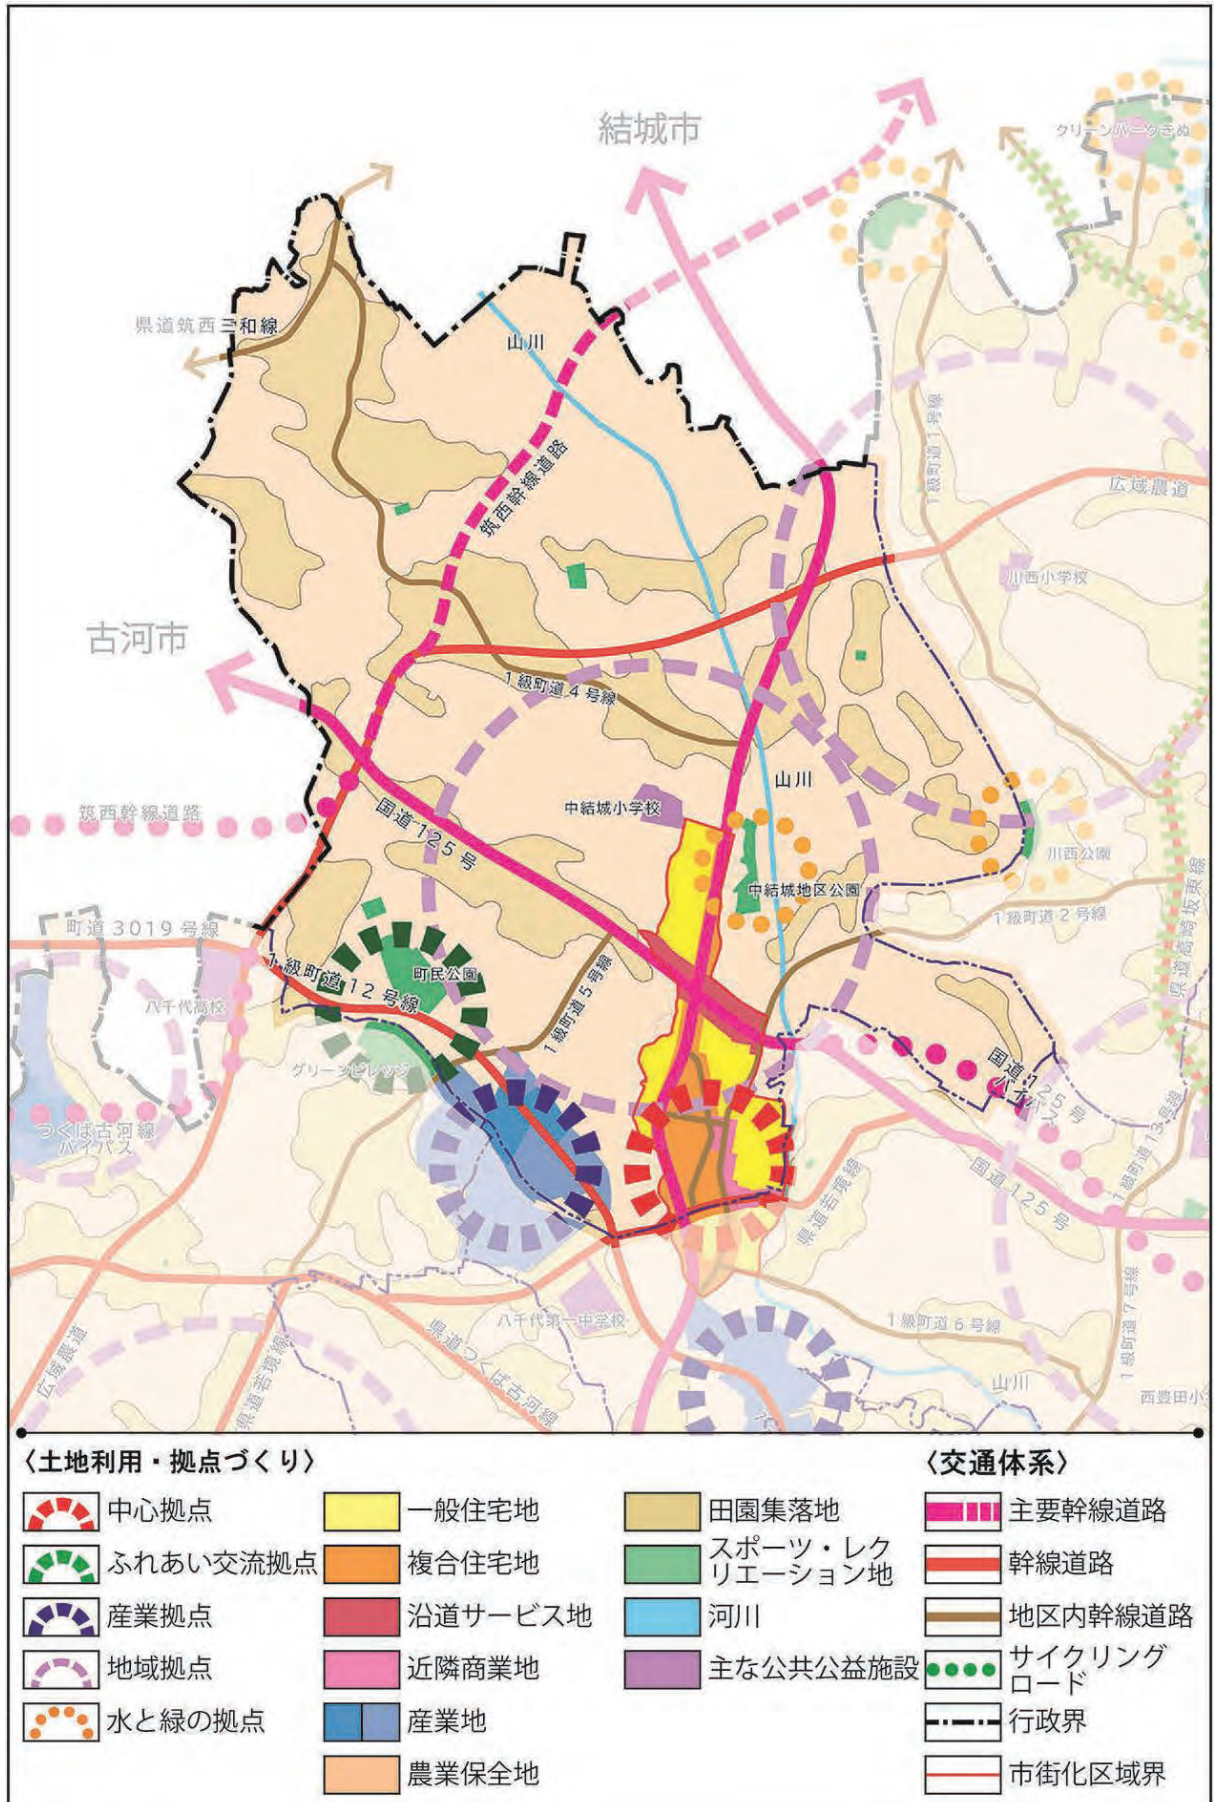 結城市
クリーンパークきぬ
県道筑西三和線
山川
1級町道1号線
広域農道
筑西幹線道路
川西小学校
古河市
1級町道4号線
山川
筑西幹線道路
国道125号
中結城小学校
川西公園
中結城地区公園
県道高崎坂東線
町道3019号線
1級町道2号線
1級町道12号線
町民公園
1級町道5号線
八千代高校
グリーンビレッジ
国道125号
バイパス
つくば古河線
バイパス
1級町道13号線
国道125号
県道若境線
八千代第一中学校
1級町道6号線
1級町道7号線
広域農道
県道若境線
県道つくば古河線
山川
西豊田小
〈土地利用・拠点づくり〉
中心拠点
ふれあい交流拠点
産業拠点
地域拠点
水と緑の拠点
一般住宅地
複合住宅地
沿道サービス地
近隣商業地
産業地
農業保全地
田園集落地
スポーツ・レク
リエーション地
河川
主な公共公益施設
〈交通体系〉
主要幹線道路
幹線道路
地区内幹線道路
サイクリング
ロード
行政界
市街化区域界